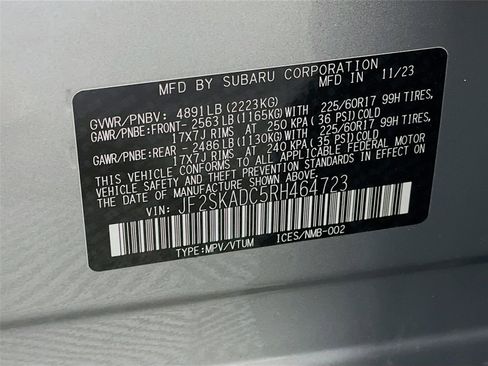 MFD BY SUBARU CORPORATION IN 11/23
GVWR/PNBV: 4891LB(2223KG)
GAWR/PNBE:FRONT-2563LB(1165KG)WITH 225/60R17 99H TIRES,
17X7J RIMS AT 250 KPA(36 PSI)COLD
GAWR/PNBE:REAR -2486LB(1130KG)WITH 225/60R17 99H TIRES,
17X7J RIMS AT 240 KPA(35 PSI)COLD
THIS VEHICLE CONFORMS TO ALL APPLICABLE FEDERAL MOTOR
VEHICLE SAFETY AND THEFT PREVENTION STANDARDS IN EFFECT ON
THE DATE OF MANUFACTURE SHOWN ABOVE.
VIN: JF2SKADC5RH464723
TYPE:MPV/VTUM ICES/NMB-002